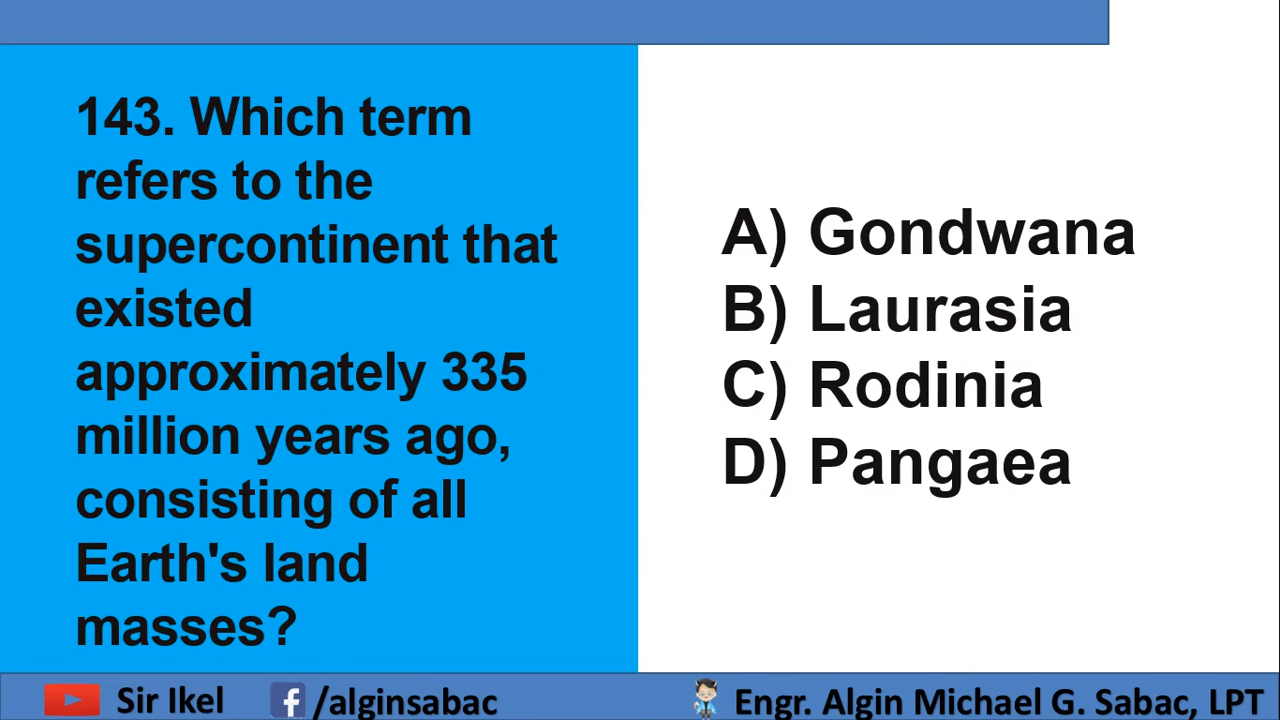 143. Which term
refers to the
supercontinent that
existed
approximately 335
million years ago,
consisting of all
Earth's land
masses?
A) Gondwana
B) Laurasia
C) Rodinia
D) Pangaea
Sir Ikel
f /alginsabac
Engr. Algin Michael G. Sabac, LPT